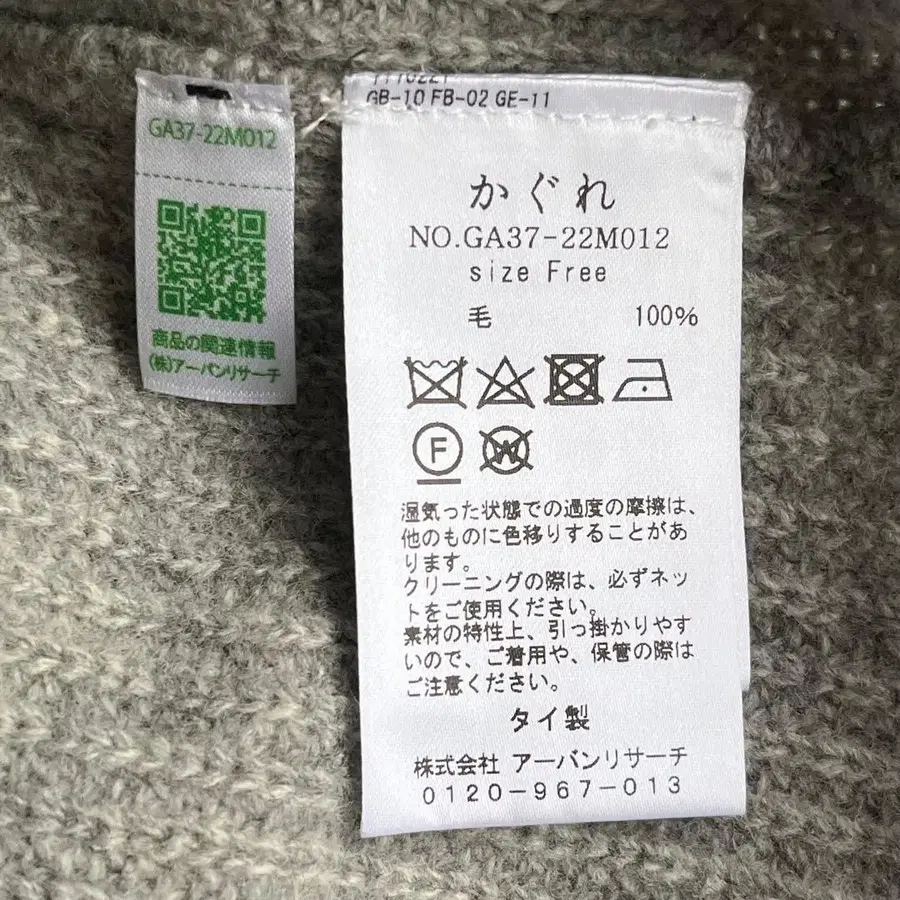 GA37-22M012
商品の関連情報
(株)アーバンリサーチ
GB-10 FB-02 GE-11
かぐれ
NO.GA37-22M012
size Free
毛 100%
F W
湿気った状態での過度の摩擦は、
他のものに色移りすることがあ
ります。
クリーニングの際は、必ずネッ
トをご使用ください。
素材の特性上、引っ掛かりやす
いので、ご着用や、保管の際は
ご注意ください。
タイ製
株式会社 アーバンリサーチ
0120-967-013